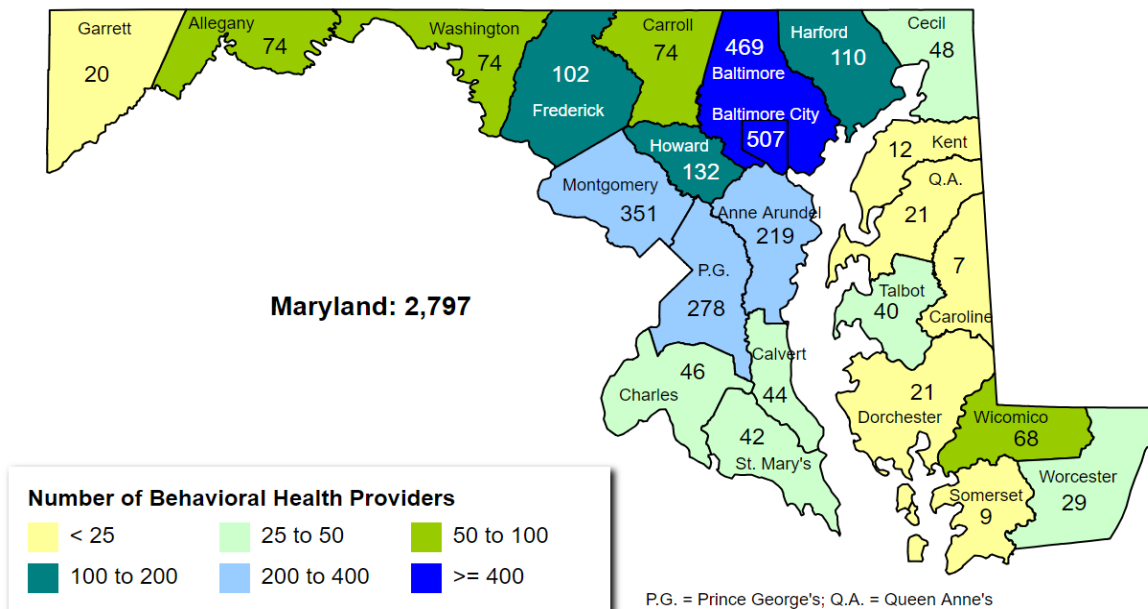 Garrett
20
Allegany
74
Washington
74
102
Frederick
Carroll
74
469
Baltimore
Baltimore City
507
Harford
110
Cecil
48
Howard
132
Montgomery
351
Anne Arundel
219
P.G.
278
12 Kent
Q.A.
21
7
Caroline
Talbot
40
Maryland: 2,797
Calvert
44
46
Charles
42
St. Mary's
21
Dorchester
Wicomico
68
Worcester
29
Somerset
9
Number of Behavioral Health Providers
< 25
25 to 50
50 to 100
100 to 200
200 to 400
>= 400
P.G. = Prince George's; Q.A. = Queen Anne's